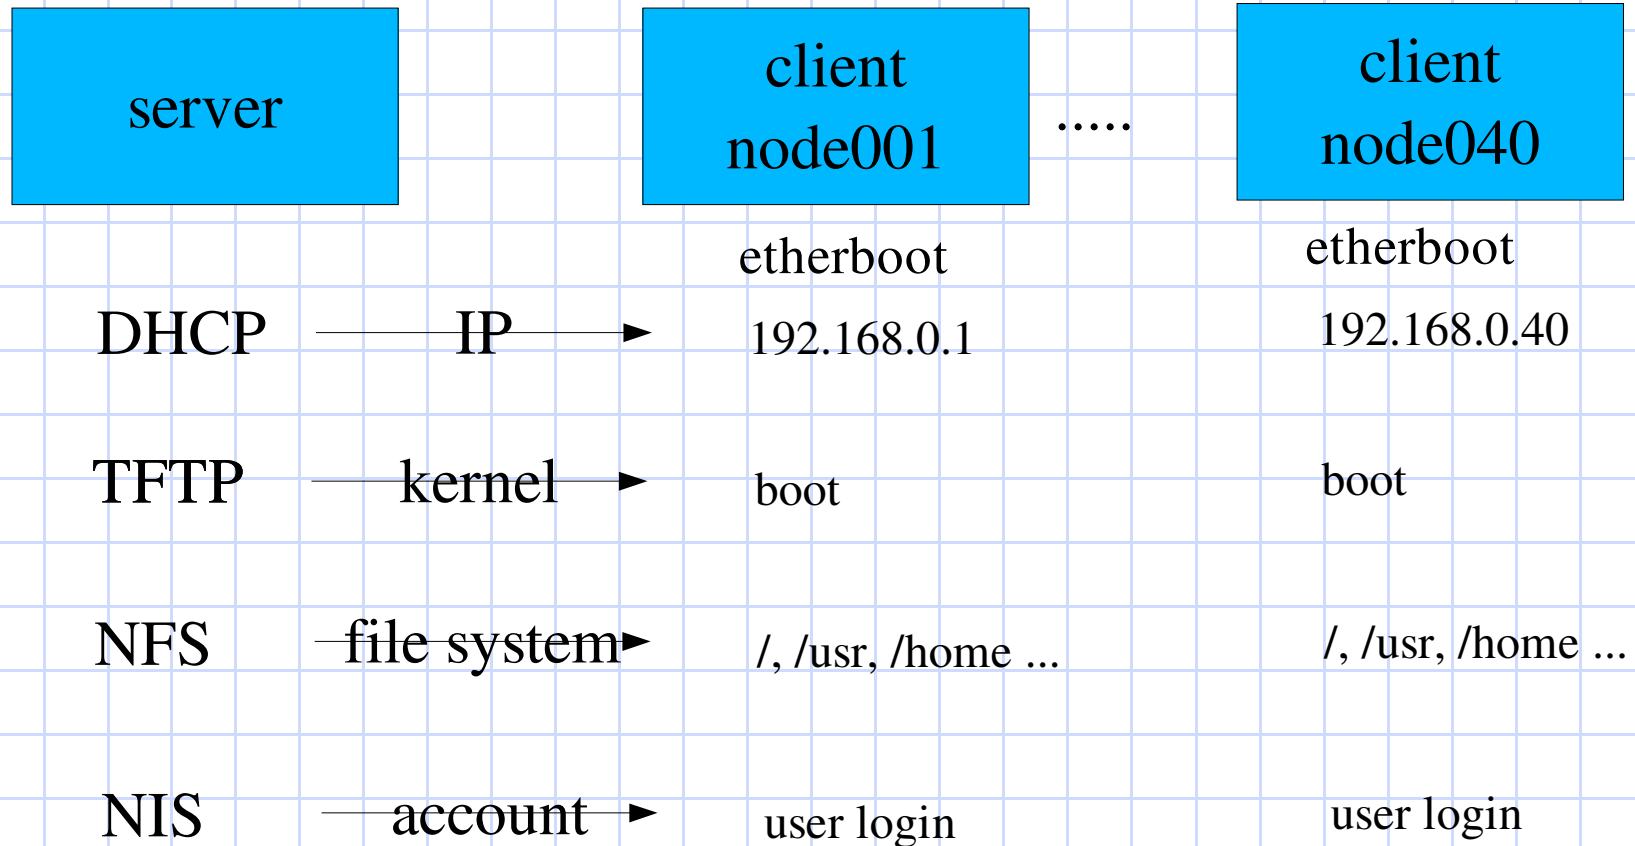 server
client
node001
.....
client
node040
etherboot
etherboot
DHCP IP 192.168.0.1 192.168.0.40
TFTP kernel boot boot
NFS file system /, /usr, /home ... /, /usr, /home ...
NIS account user login user login